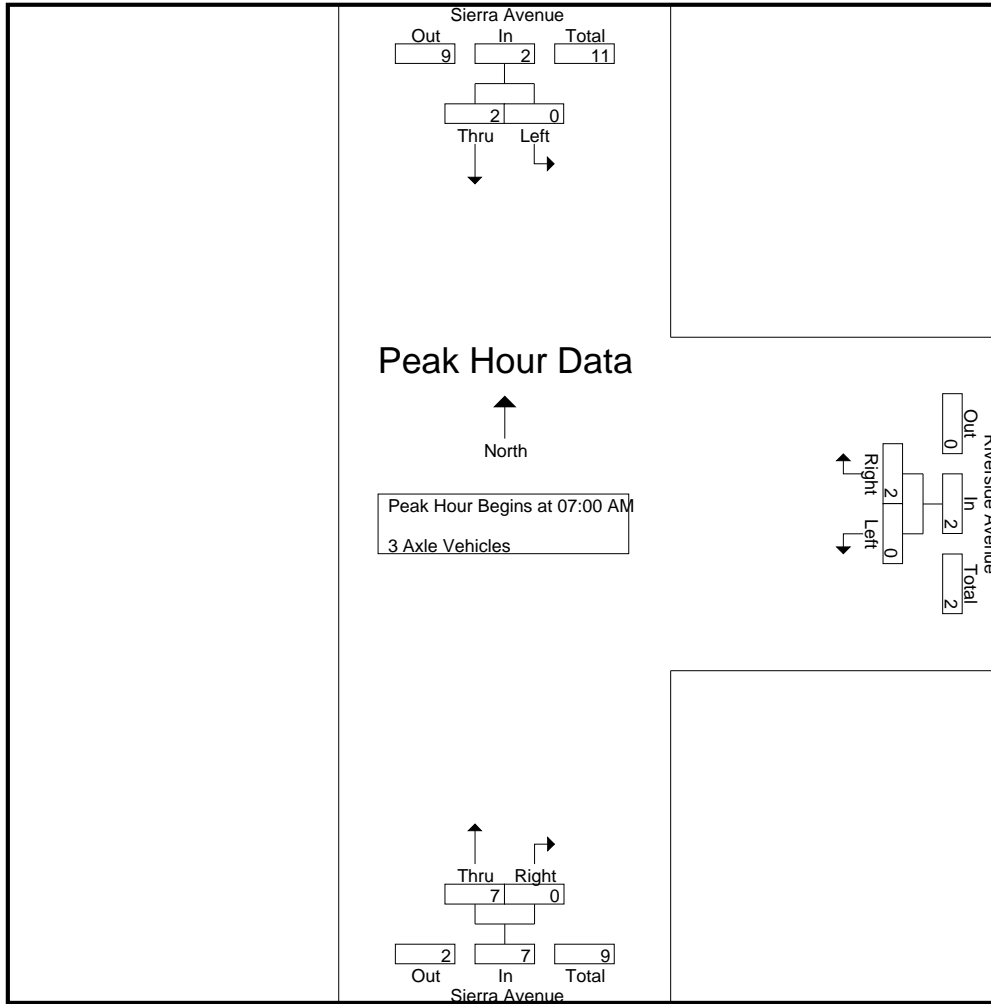 Sierra Avenue
Out In Total
9 2 11
2 0
Thru Left
Peak Hour Data
North
Peak Hour Begins at 07:00 AM
3 Axle Vehicles
Riverside Avenue
Out In Total
0 2 2
Right Left
2 0
Thru Right
7 0
2 7 9
Out In Total
Sierra Avenue